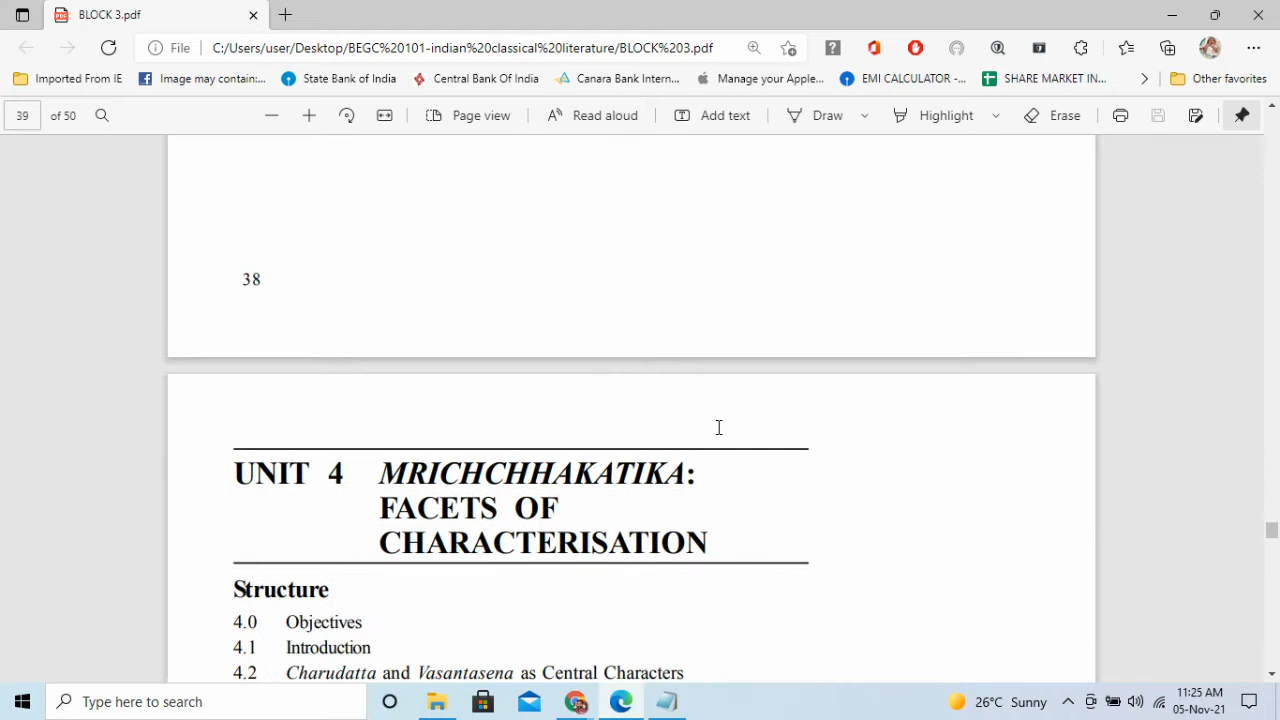 BLOCK 3.pdf
File
C:/Users/user/Desktop/BEGC%20101-indian%20classical%20literature/BLOCK%203.pdf
Imported From IE
Image may contain:...
State Bank of India
Central Bank Of India
Canara Bank Intern...
Manage your Apple...
EMI CALCULATOR -...
SHARE MARKET IN...
Other favorites
39 of 50
Page view
Read aloud
Add text
Draw
Highlight
Erase
38
UNIT 4 MRICHCHHAKATIKA:
FACETS OF
CHARACTERISATION
Structure
4.0 Objectives
4.1 Introduction
4.2 Charudatta and Vasantasena as Central Characters
Type here to search
26°C Sunny
11:25 AM
05-Nov-21